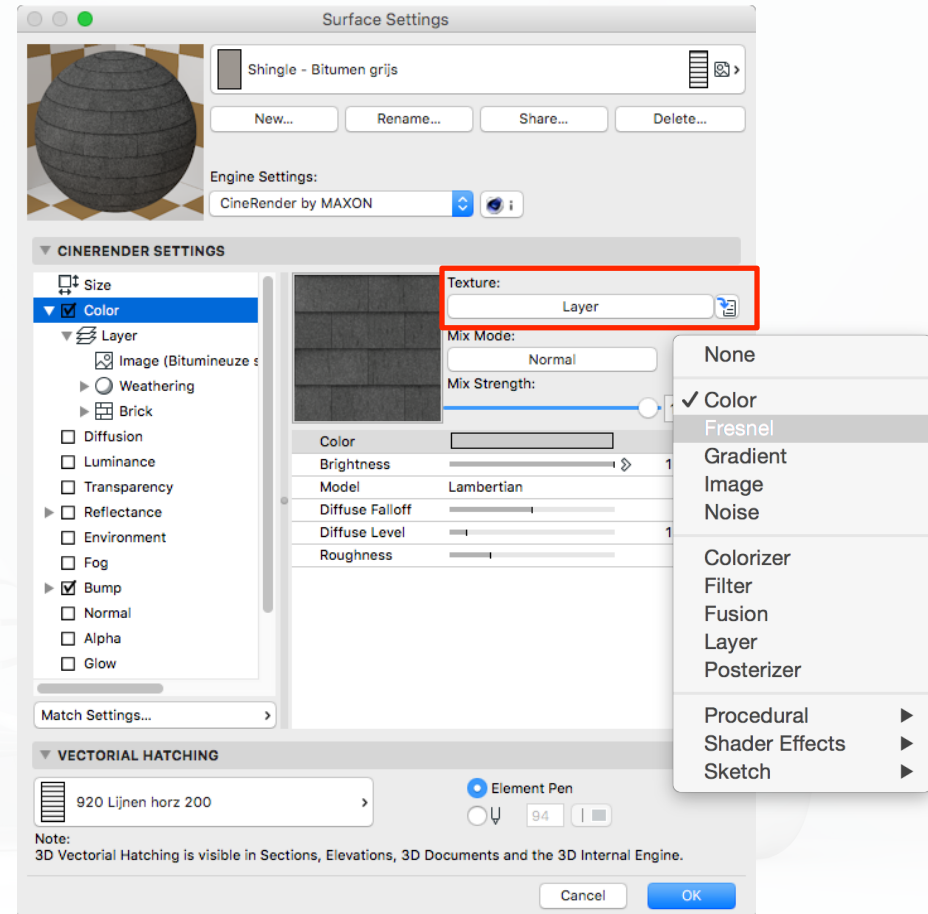 Surface Settings
Shingle - Bitumen grijs
New...
Rename...
Share...
Delete...
Engine Settings:
CineRender by MAXON
i
CINERENDER SETTINGS
Size
Color
Layer
Image (Bitumineuze s
Weathering
Brick
Diffusion
Luminance
Transparency
Reflectance
Environment
Fog
Bump
Normal
Alpha
Glow
Match Settings...
Texture:
Layer
Mix Mode:
Normal
Mix Strength:
Color
Brightness
Model Lambertian
Diffuse Falloff
Diffuse Level
Roughness
None
Color
Fresnel
Gradient
Image
Noise
Colorizer
Filter
Fusion
Layer
Posterizer
Procedural
Shader Effects
Sketch
VECTORIAL HATCHING
920 Lijnen horz 200
Element Pen
94
Note:
3D Vectorial Hatching is visible in Sections, Elevations, 3D Documents and the 3D Internal Engine.
Cancel
OK